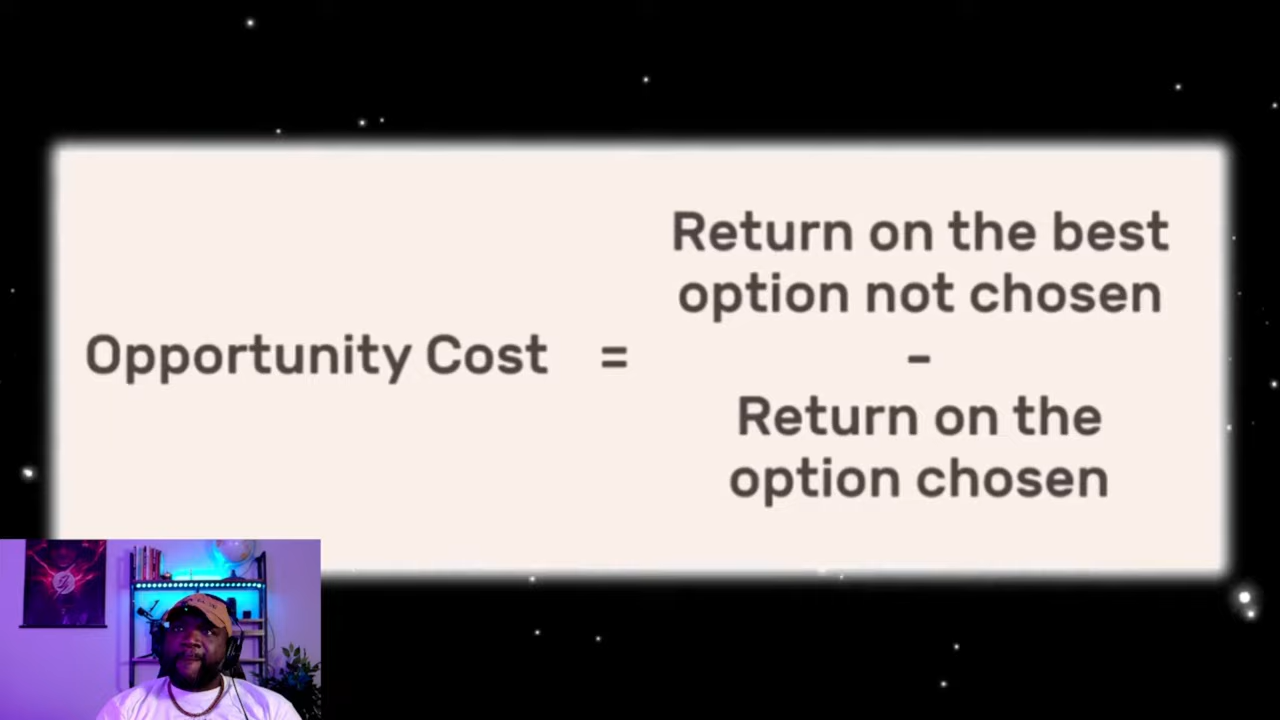 Opportunity Cost =
Return on the best
option not chosen
-
Return on the
option chosen